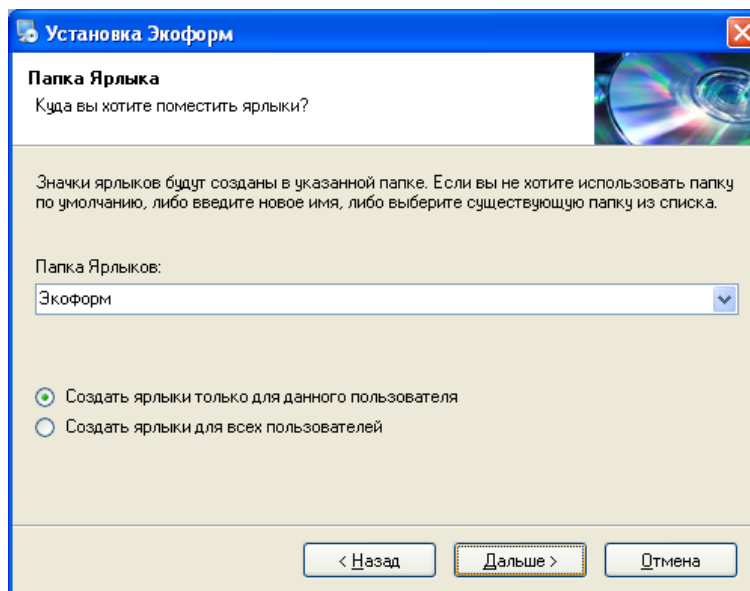 Установка Экоформ
Папка Ярлыка
Куда вы хотите поместить ярлыки?
Значки ярлыков будут созданы в указанной папке. Если вы не хотите использовать папку
по умолчанию, либо введите новое имя, либо выберите существующую папку из списка.
Папка Ярлыков:
Экоформ
Создать ярлыки только для данного пользователя
Создать ярлыки для всех пользователей
< Назад Дальше > Отмена